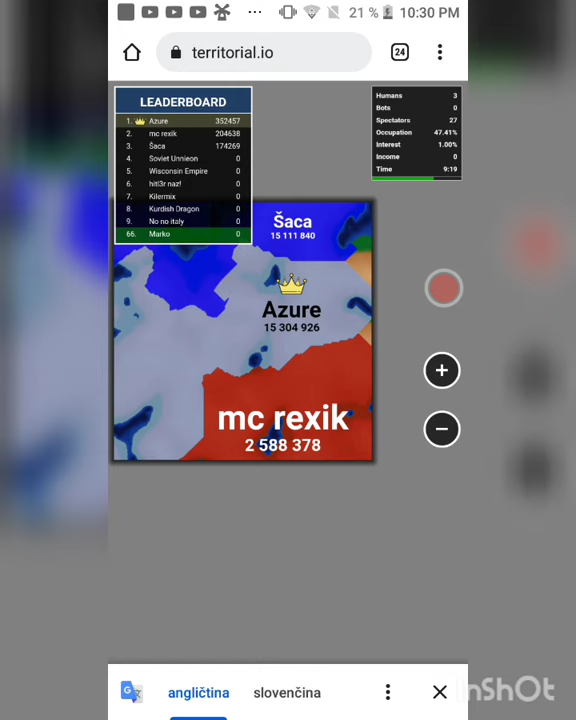 21 % 10:30 PM
territorial.io
24
LEADERBOARD
1. Azure 352457
2. mc rexik 204638
3. Šaca 174269
4. Soviet Unnieon 0
5. Wisconsin Empire 0
6. hitl3r naz! 0
7. Kilermix 0
8. Kurdish Dragon 0
9. No no italy 0
66. Marko 0
Humans 3
Bots 0
Spectators 27
Occupation 47.41%
Interest 1.00%
Income 0
Time 9:19
Šaca
15 111 840
Azure
15 304 926
mc rexik
2 588 378
angličtina slovenčina
InShOt